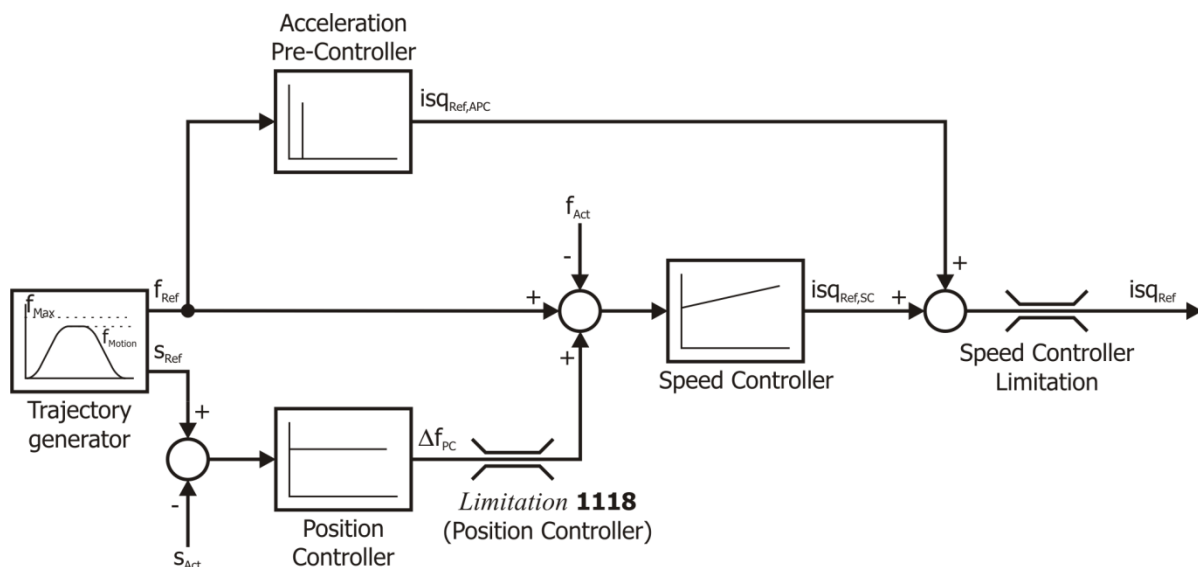 Acceleration
Pre-Controller
isqRef,APC
fAct
-
+
fRef
+
isqRef,SC
+
isqRef
fMax
fMotion
sRef
+
Speed Controller
Speed Controller
Limitation
Trajectory
generator
+
ΔfPC
-
Limitation 1118
(Position Controller)
Position
Controller
sAct